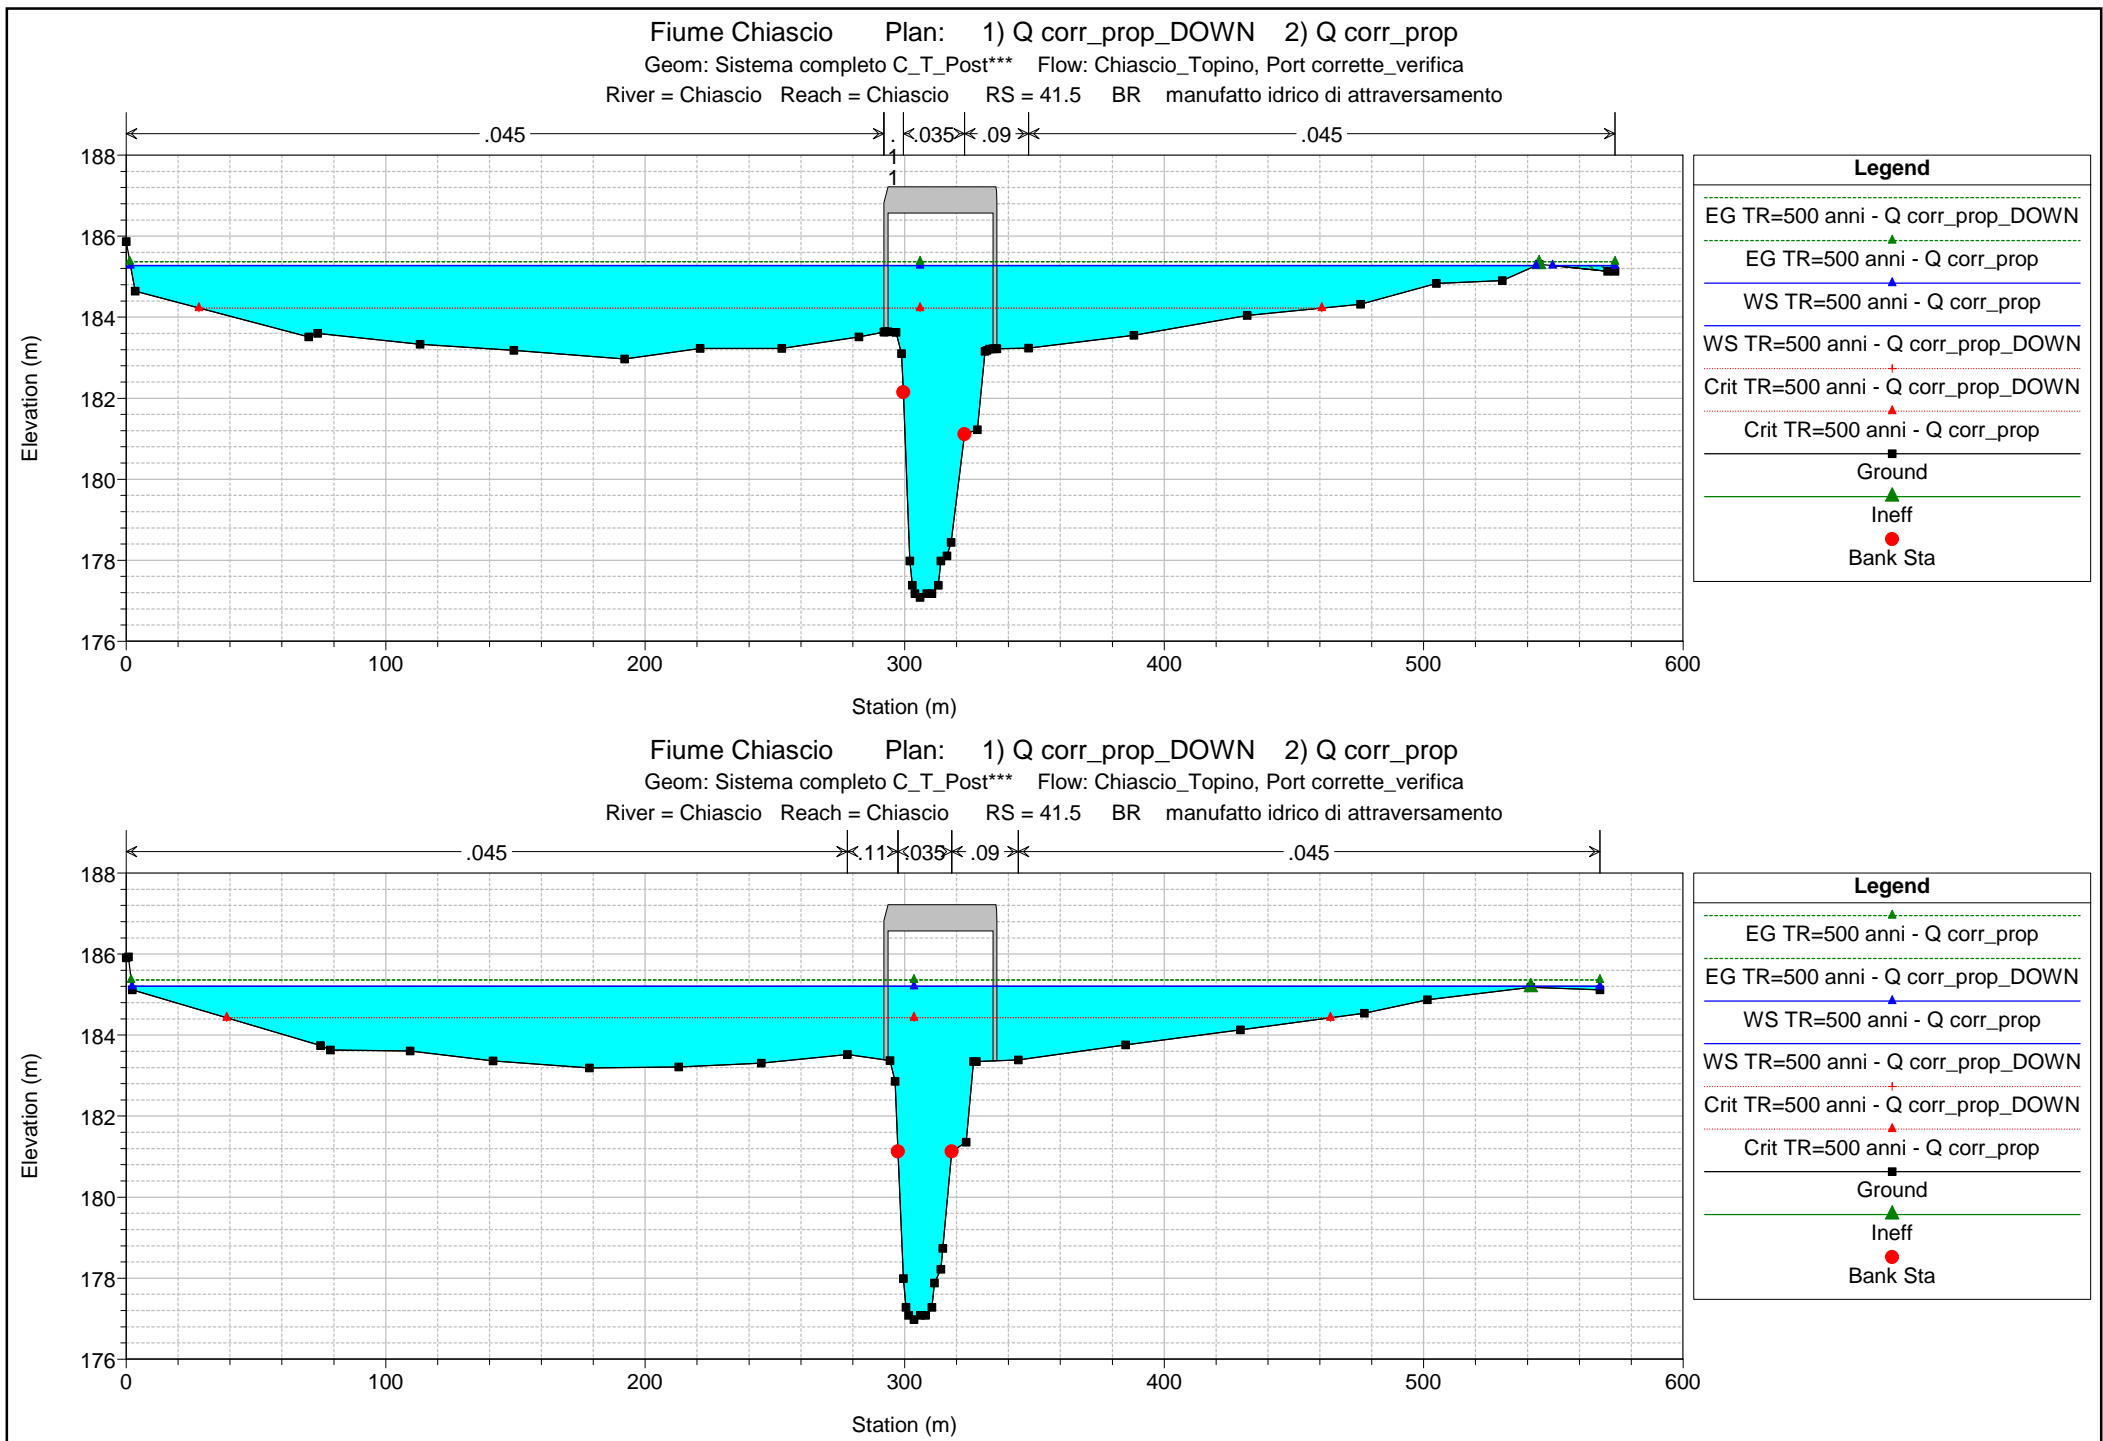 Fiume Chiascio Plan: 1) Q corr_prop_DOWN 2) Q corr_prop
Geom: Sistema completo C_T_Post*** Flow: Chiascio_Topino, Port corrette_verifica
River = Chiascio Reach = Chiascio RS = 41.5 BR manufatto idrico di attraversamento
.045 .11 .035 .09 .045
188
186
184
182
180
178
176
Elevation (m)
0 100 200 300 400 500 600
Station (m)
Legend
EG TR=500 anni - Q corr_prop_DOWN
EG TR=500 anni - Q corr_prop
WS TR=500 anni - Q corr_prop
WS TR=500 anni - Q corr_prop_DOWN
Crit TR=500 anni - Q corr_prop_DOWN
Crit TR=500 anni - Q corr_prop
Ground
Ineff
Bank Sta
Fiume Chiascio Plan: 1) Q corr_prop_DOWN 2) Q corr_prop
Geom: Sistema completo C_T_Post*** Flow: Chiascio_Topino, Port corrette_verifica
River = Chiascio Reach = Chiascio RS = 41.5 BR manufatto idrico di attraversamento
.045 .11 .035 .09 .045
188
186
184
182
180
178
176
Elevation (m)
0 100 200 300 400 500 600
Station (m)
Legend
EG TR=500 anni - Q corr_prop
EG TR=500 anni - Q corr_prop_DOWN
WS TR=500 anni - Q corr_prop
WS TR=500 anni - Q corr_prop_DOWN
Crit TR=500 anni - Q corr_prop_DOWN
Crit TR=500 anni - Q corr_prop
Ground
Ineff
Bank Sta